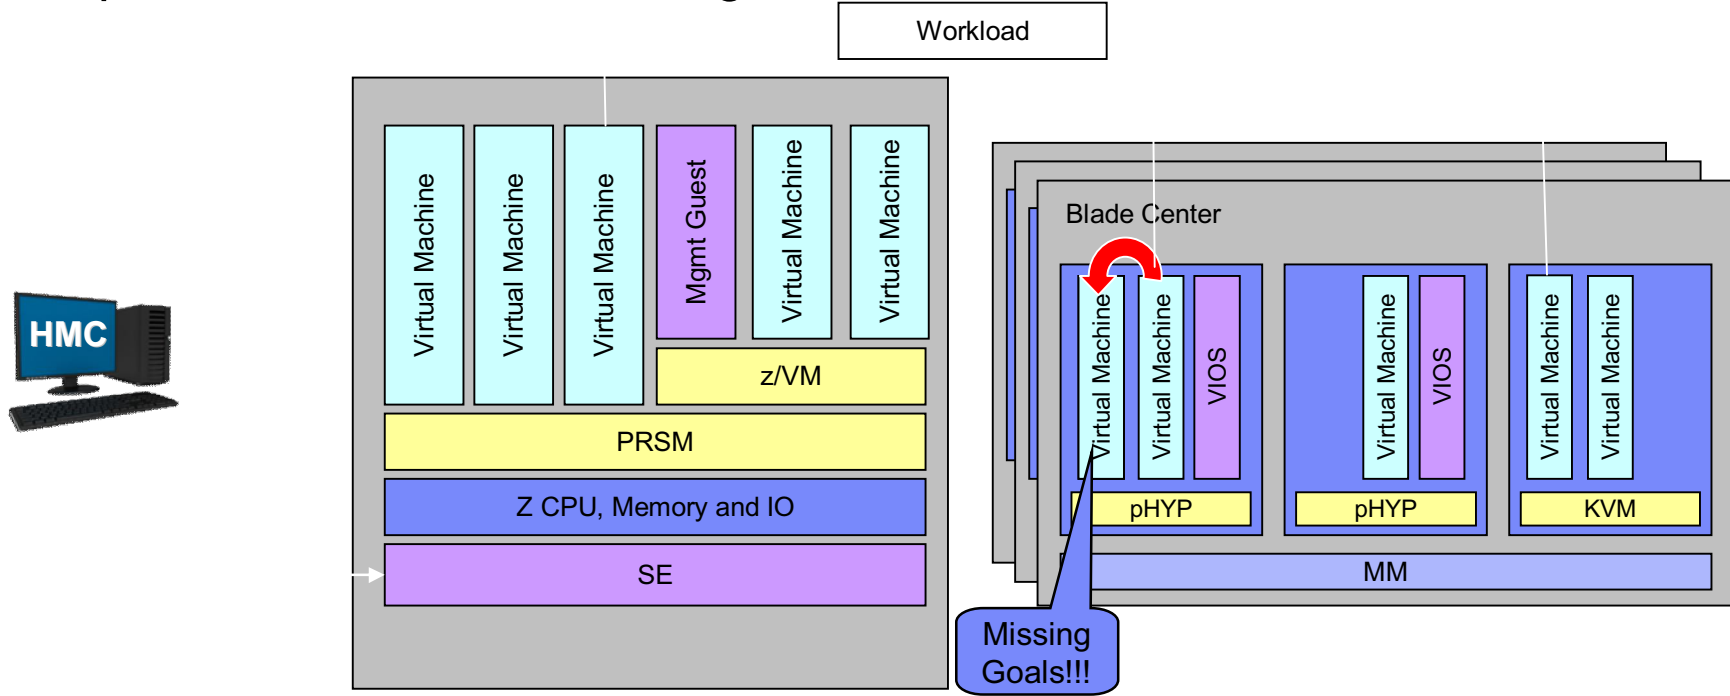 Workload
HMC
Virtual Machine
Virtual Machine
Virtual Machine
Mgmt Guest
Virtual Machine
Virtual Machine
z/VM
PRSM
Z CPU, Memory and IO
SE
Blade Center
Virtual Machine
Virtual Machine
VIOS
pHYP
Virtual Machine
VIOS
pHYP
Virtual Machine
Virtual Machine
KVM
MM
Missing
Goals!!!